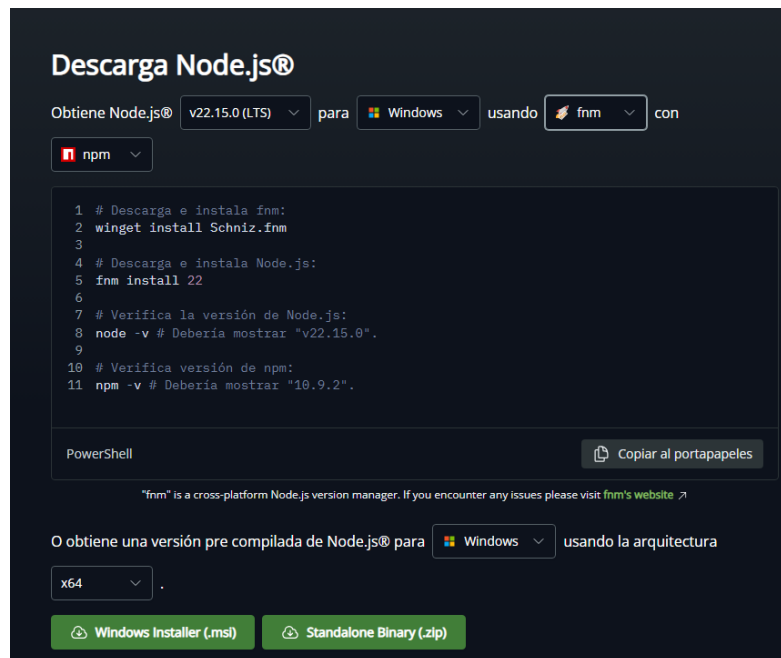 Descarga Node.js®
Obtiene Node.js® v22.15.0 (LTS) para Windows usando fnm con
npm
1 # Descarga e instala fnm:
2 winget install Schniz.fnm
3
4 # Descarga e instala Node.js:
5 fnm install 22
6
7 # Verifica la versión de Node.js:
8 node -v # Debería mostrar "v22.15.0".
9
10 # Verifica versión de npm:
11 npm -v # Debería mostrar "10.9.2".
PowerShell Copiar al portapapeles
"fnm" is a cross-platform Node.js version manager. If you encounter any issues please visit fnm's website
O obtiene una versión pre compilada de Node.js® para Windows usando la arquitectura
x64 .
Windows Installer (.msi) Standalone Binary (.zip)